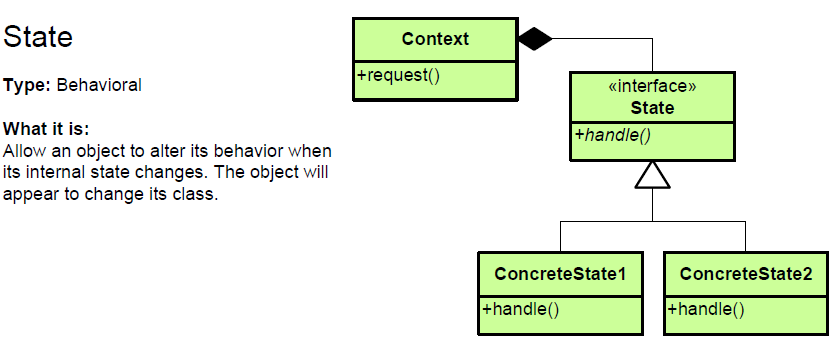 State
Type: Behavioral
What it is:
Allow an object to alter its behavior when
its internal state changes. The object will
appear to change its class.
Context
+request()
«interface»
State
+handle()
ConcreteState1
+handle()
ConcreteState2
+handle()